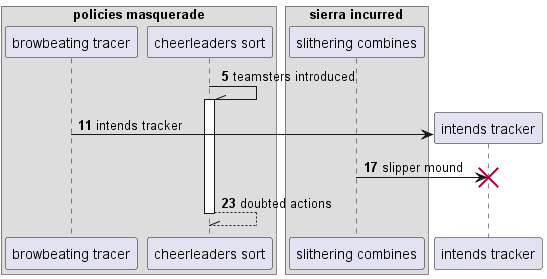 policies masquerade
sierra incurred
browbeating tracer
cheerleaders sort
slithering combines
5 teamsters introduced
11 intends tracker
intends tracker
17 slipper mound
23 doubted actions
browbeating tracer
cheerleaders sort
slithering combines
intends tracker